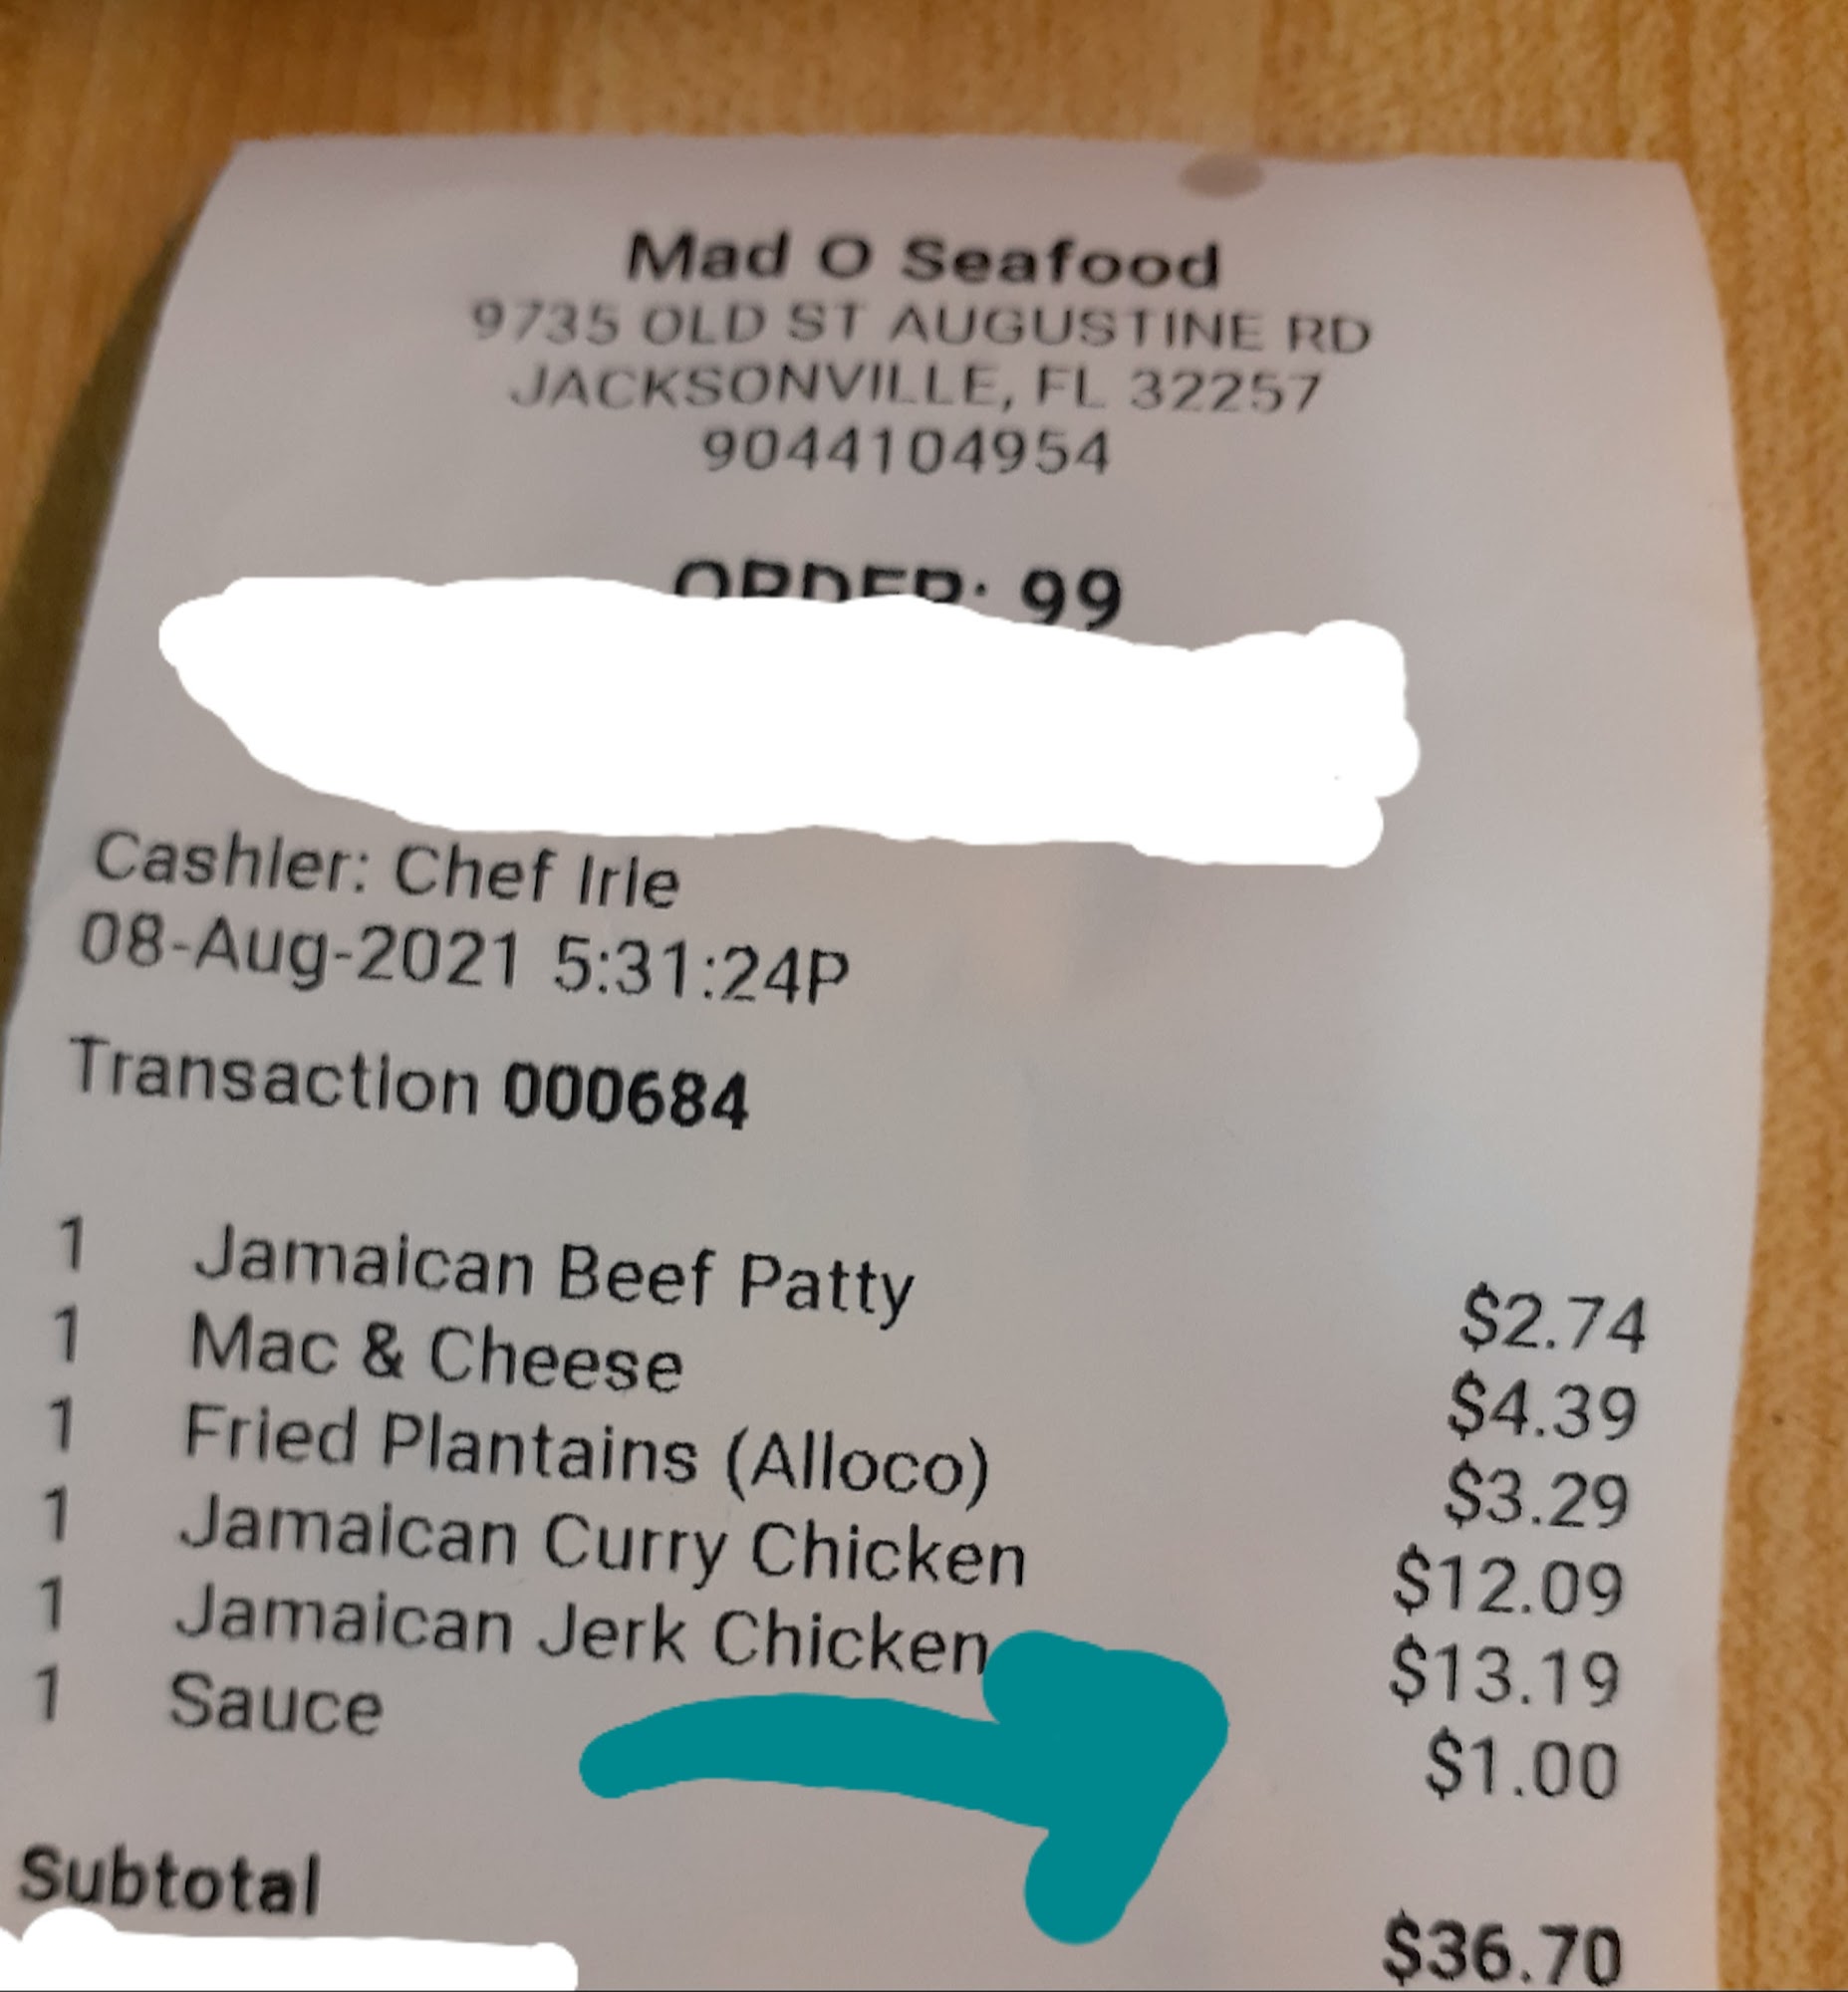 Mad O Seafood
9735 OLD ST AUGUSTINE RD
JACKSONVILLE, FL 32257
9044104954
ORDER: 99
Cashier: Chef Irie
08-Aug-2021 5:31:24P
Transaction 000684
1 Jamaican Beef Patty $2.74
1 Mac & Cheese $4.39
1 Fried Plantains (Alloco) $3.29
1 Jamaican Curry Chicken $12.09
1 Jamaican Jerk Chicken $13.19
1 Sauce $1.00
Subtotal $36.70